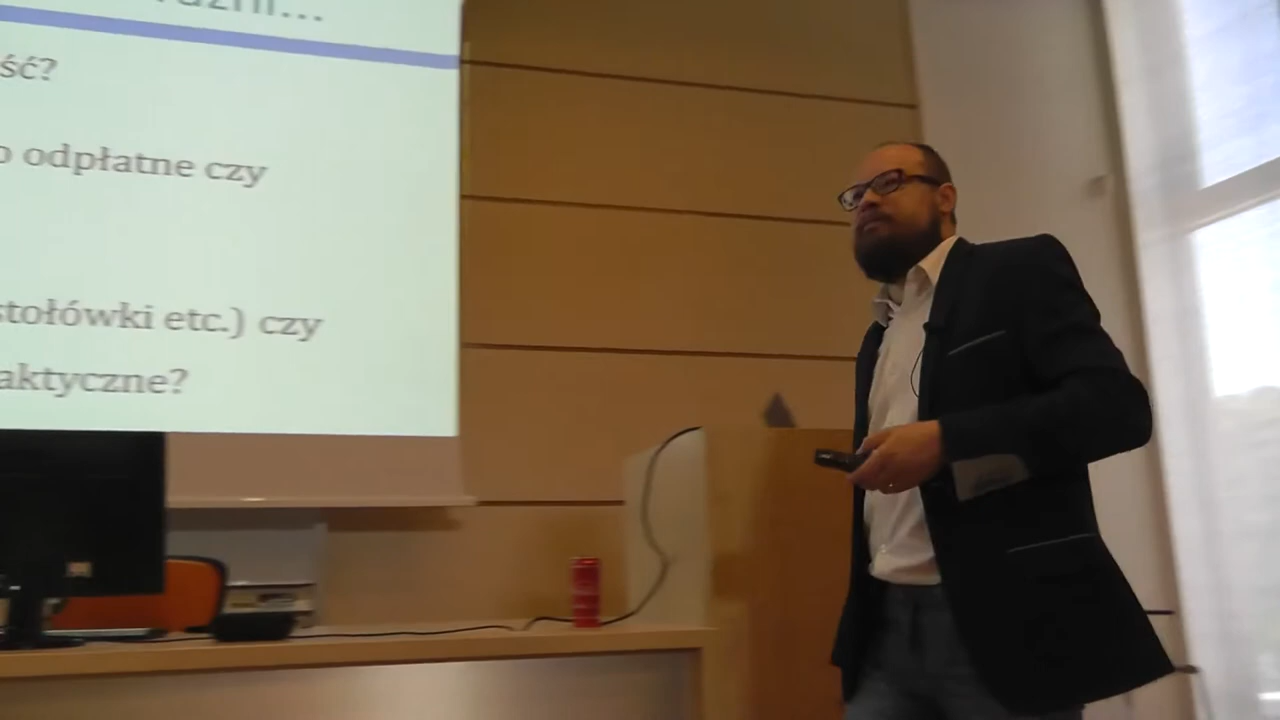 ść?
odpłatne czy
stołówki etc.) czy
aktyczne?